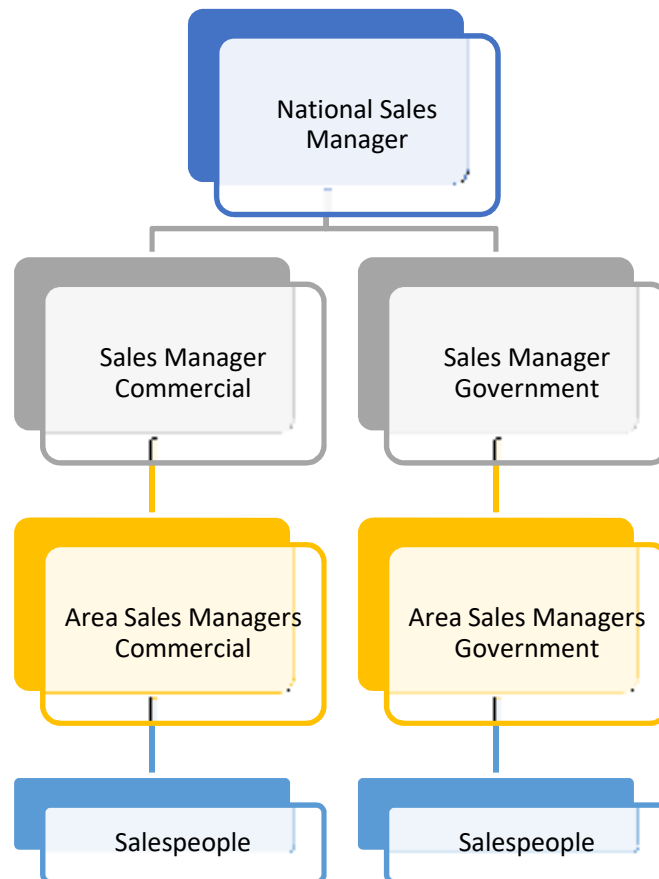 National Sales
Manager
Sales Manager
Commercial
Sales Manager
Government
Area Sales Managers
Commercial
Area Sales Managers
Government
Salespeople
Salespeople